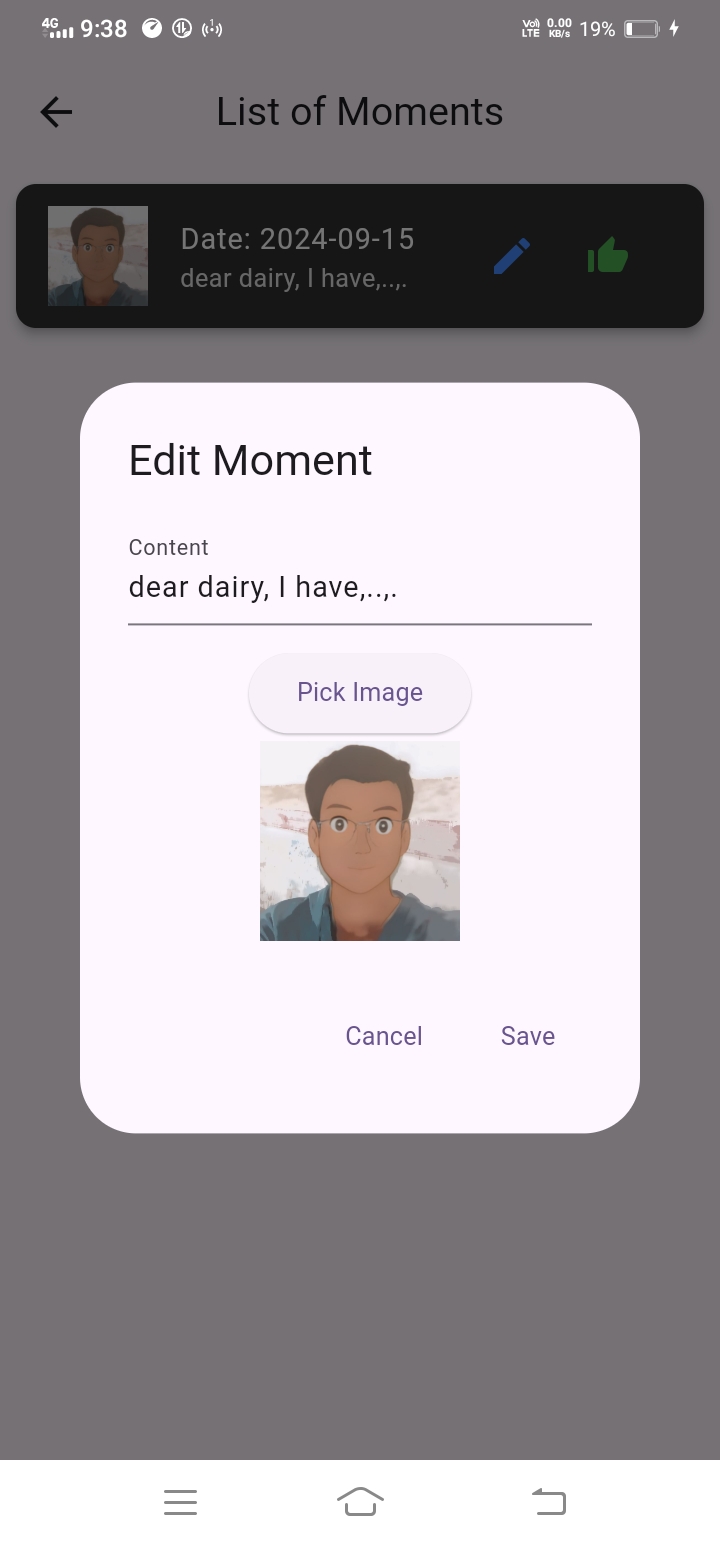 4G 9:38 1 Vo)) LTE 0.00 KB/s 19%
List of Moments
Date: 2024-09-15
dear dairy, I have,..,.
Edit Moment
Content
dear dairy, I have,..,.
Pick Image
Cancel Save